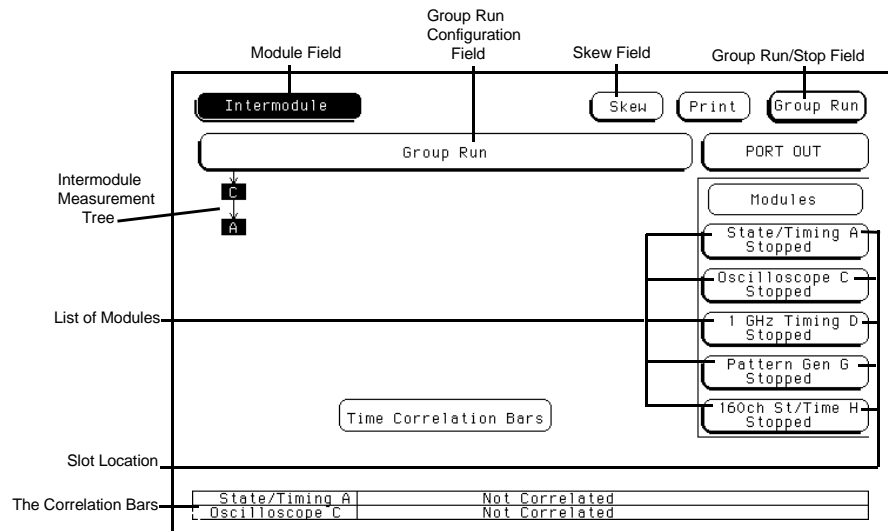 Group Run
Configuration
Field
Module Field
Skew Field
Group Run/Stop Field
Intermodule
Skew
Print
Group Run
Group Run
PORT OUT
Intermodule
Measurement
Tree
C
A
Modules
State/Timing A
Stopped
Oscilloscope C
Stopped
List of Modules
1 GHz Timing D
Stopped
Pattern Gen G
Stopped
160ch St/Time H
Stopped
Time Correlation Bars
Slot Location
The Correlation Bars
State/Timing A Not Correlated
Oscilloscope C Not Correlated